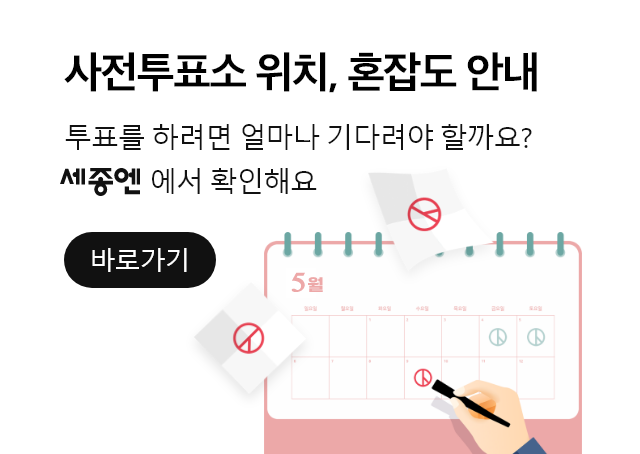 사전투표소 위치, 혼잡도 안내
투표를 하려면 얼마나 기다려야 할까요?
세종엔 에서 확인해요
바로가기
5월
일요일 월요일 화요일 수요일 목요일 금요일 토요일
1 2 3 4 5
6 7 8 9 10 11 12